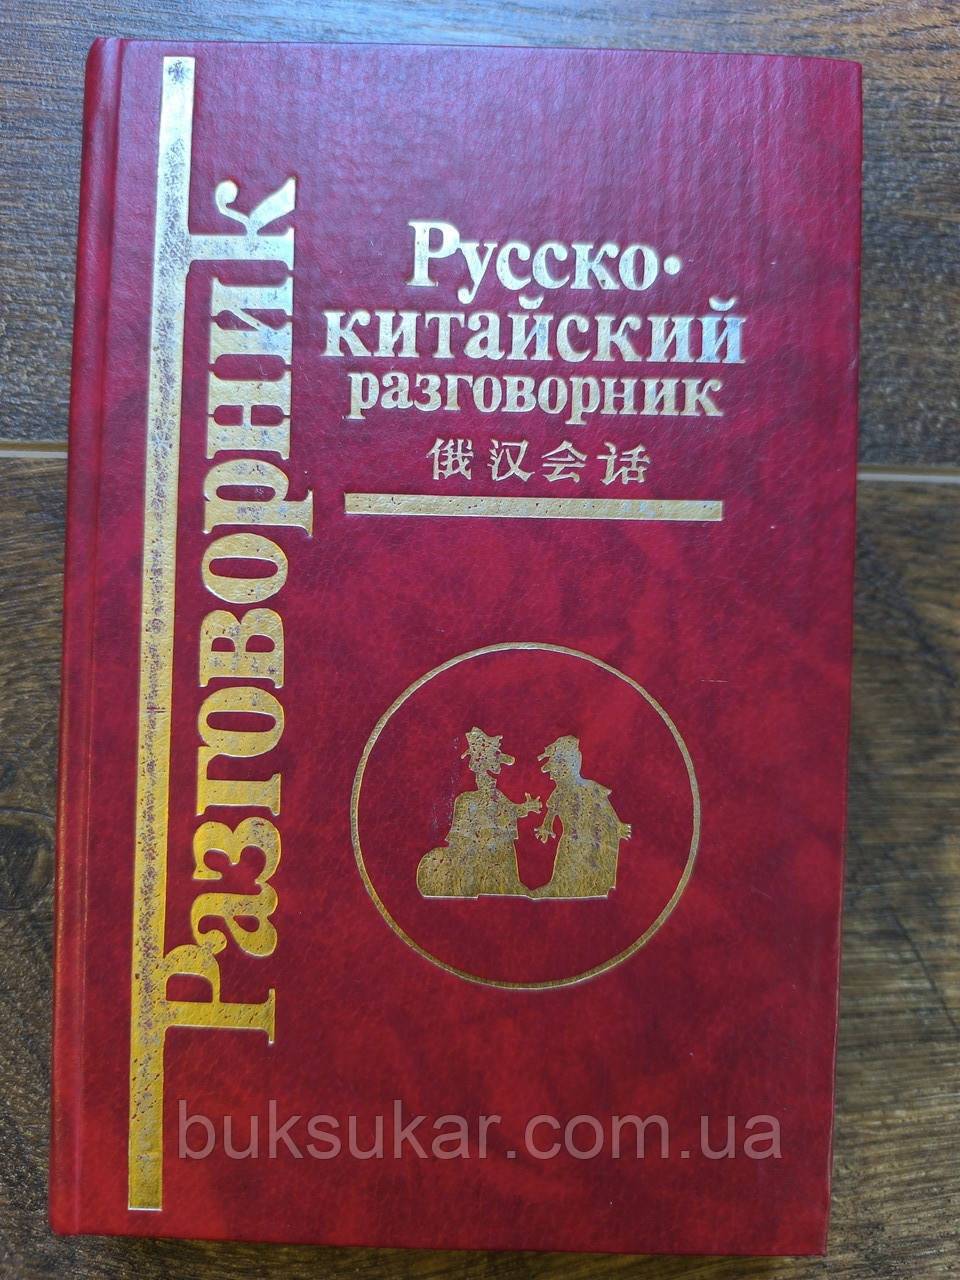 Разговорник
Русско-
китайский
разговорник
俄汉会话
buksukar.com.ua